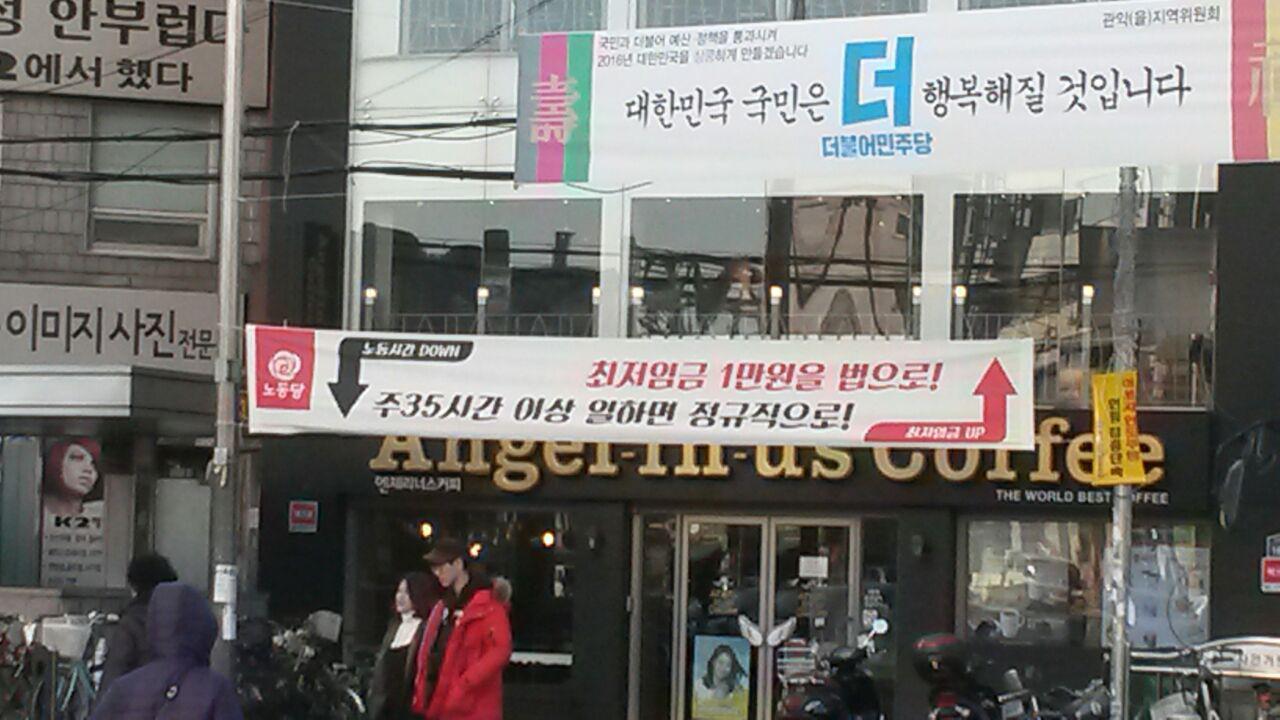 성 안부럽다
2에서 했다
이미지 사진 전문
K2
국민과 더불어 예산·정책을 통과시켜
2016년 대한민국을 상콤하게 만들겠습니다
관악(을)지역위원회
壽
대한민국 국민은 더 행복해질 것입니다
더불어민주당
노동당
노동시간 DOWN
최저임금 1만원을 법으로!
주35시간 이상 일하면 정규직으로!
최저임금 UP
Angel-in-us Coffee
엔제리너스커피
THE WORLD BEST COFFEE